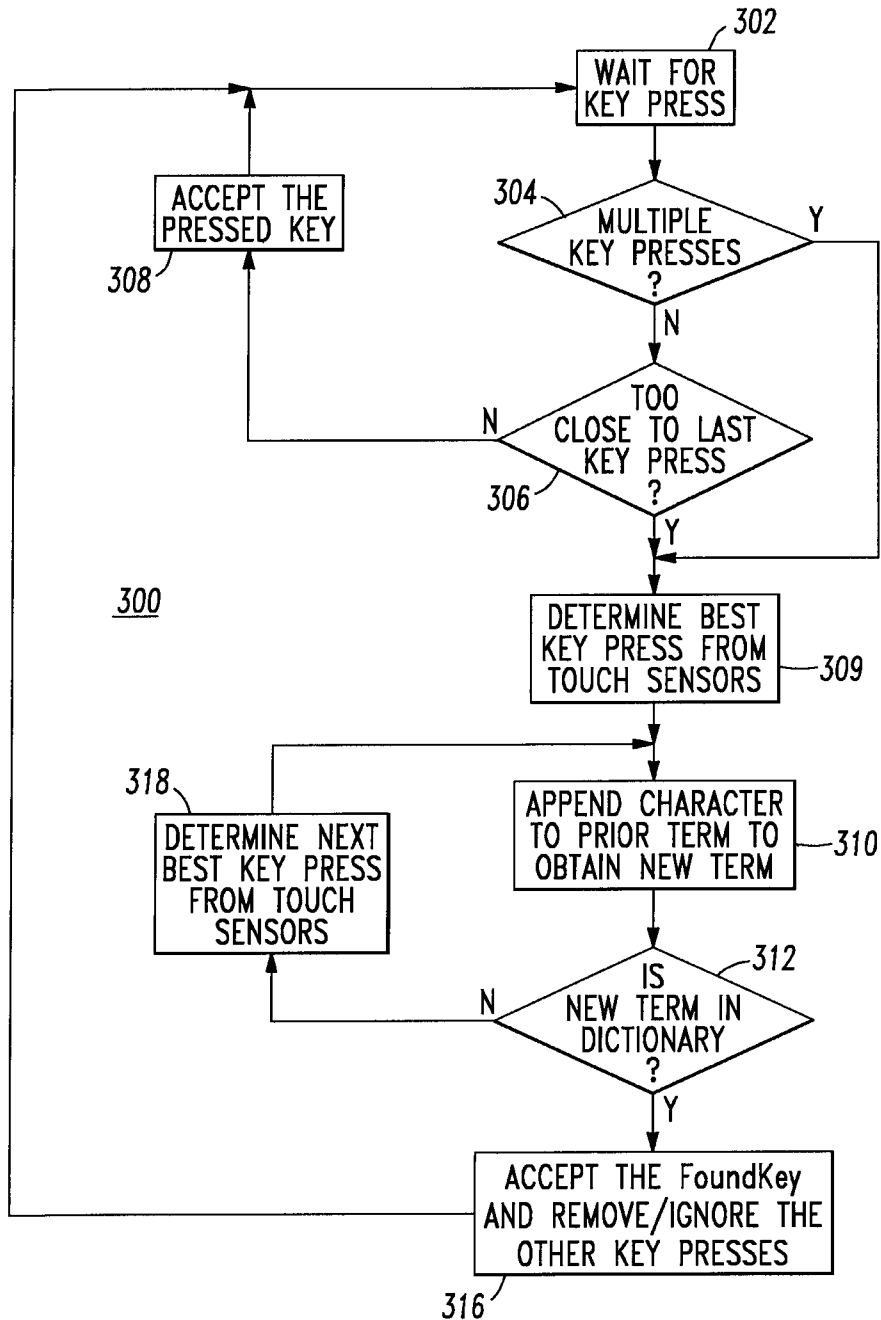 302
WAIT FOR
KEY PRESS
304
MULTIPLE
KEY PRESSES
?
Y
N
ACCEPT THE
PRESSED KEY
308
TOO
CLOSE TO LAST
KEY PRESS
?
N
306
Y
300
DETERMINE BEST
KEY PRESS FROM
TOUCH SENSORS
309
318
DETERMINE NEXT
BEST KEY PRESS
FROM TOUCH
SENSORS
APPEND CHARACTER
TO PRIOR TERM TO
OBTAIN NEW TERM
310
312
IS
NEW TERM IN
DICTIONARY
?
N
Y
ACCEPT THE FoundKey
AND REMOVE/IGNORE THE
OTHER KEY PRESSES
316